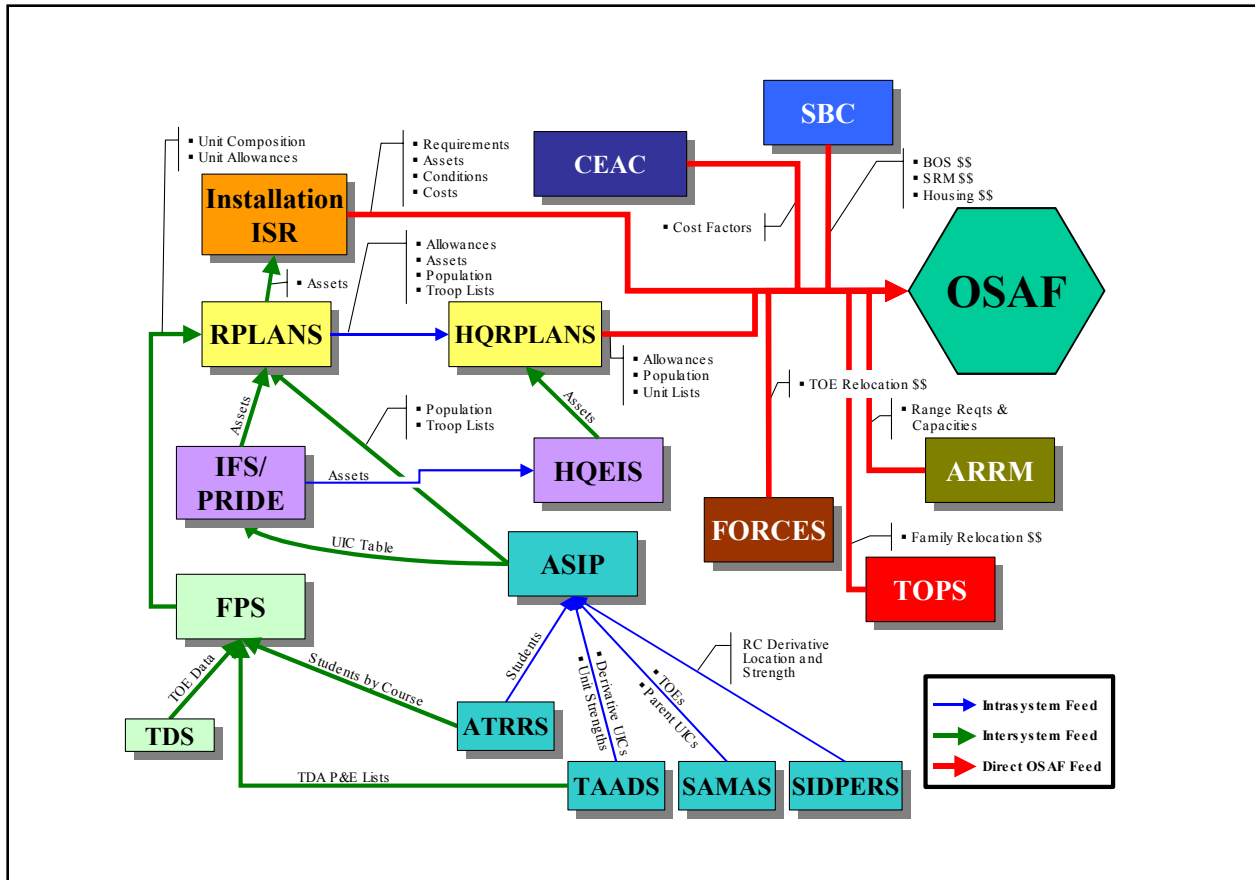 SBC
▪ Unit Composition
▪ Unit Allowances
▪ Requirements
▪ Assets
▪ Conditions
▪ Costs
CEAC
▪ BOS $$
▪ SRM $$
▪ Housing $$
Installation
ISR
▪ Cost Factors
▪ Allowances
▪ Assets
▪ Population
▪ Troop Lists
▪ Assets
OSAF
RPLANS
HQRPLANS
▪ Allowances
▪ Population
▪ Unit Lists
▪ TOE Relocation $$
Assets
Assets
▪ Population
▪ Troop Lists
▪ Range Reqts &
Capacities
IFS/
PRIDE
Assets
HQEIS
ARRM
FORCES
UIC Table
▪ Family Relocation $$
ASIP
TOPS
FPS
Students
▪ Derivative UICs
▪ Unit Strengths
▪ TOEs
▪ Parent UICs
RC Derivative
Location and
Strength
TOE Data
Students by Course
TDS
ATRRS
TDA P&E Lists
TAADS
SAMAS
SIDPERS
Intrasystem Feed
Intersystem Feed
Direct OSAF Feed